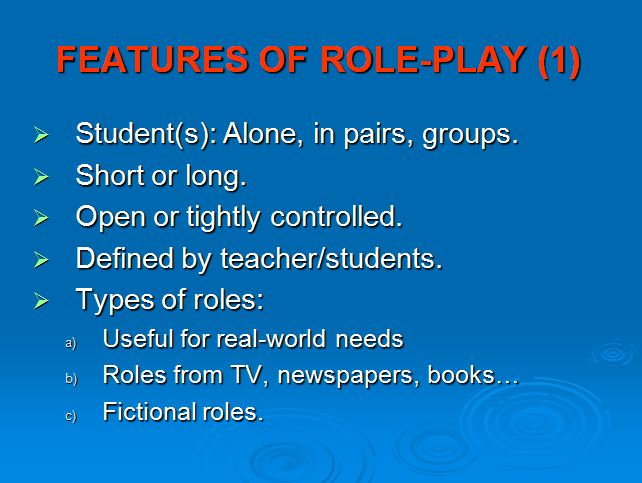 FEATURES OF ROLE-PLAY (1)
➢ Student(s): Alone, in pairs, groups.
➢ Short or long.
➢ Open or tightly controlled.
➢ Defined by teacher/students.
➢ Types of roles:
a) Useful for real-world needs
b) Roles from TV, newspapers, books…
c) Fictional roles.